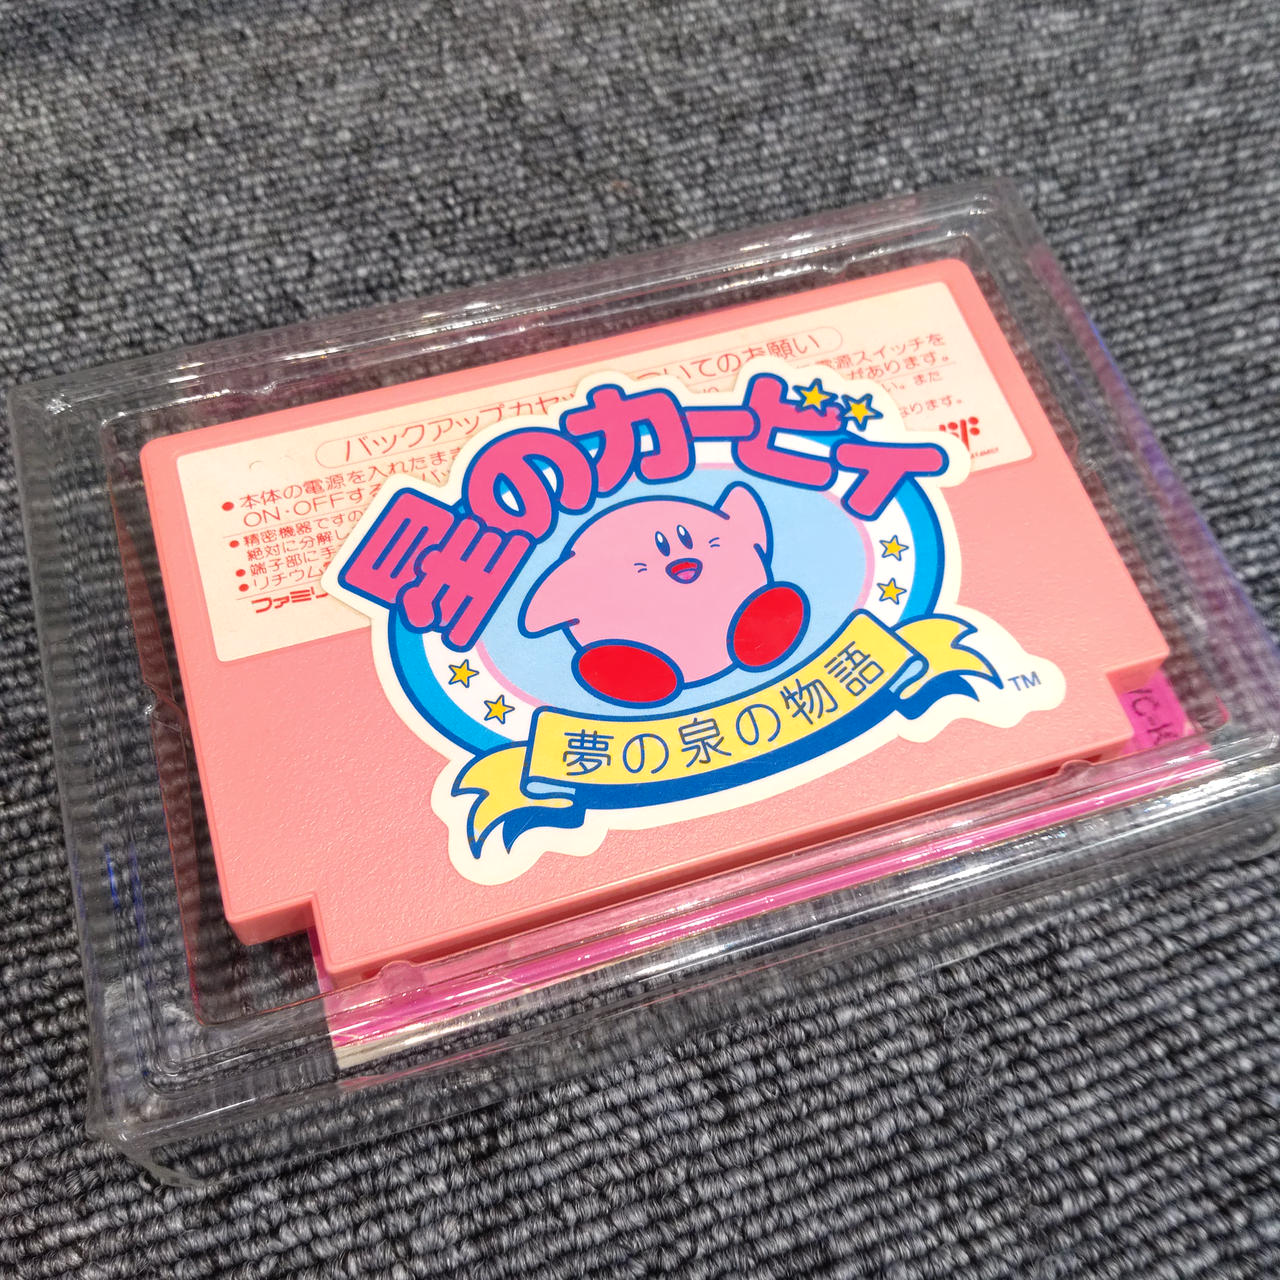 バックアップカセ
ついてのお願い
本体の電源を入れたまま
電源スイッチを
ON・OFFする
があります。
精密機器ですの
い。また
絶対に分解し
なります。
端子部に手
リチウム
ファミリ
星のカービィ
夢の泉の物語
TM